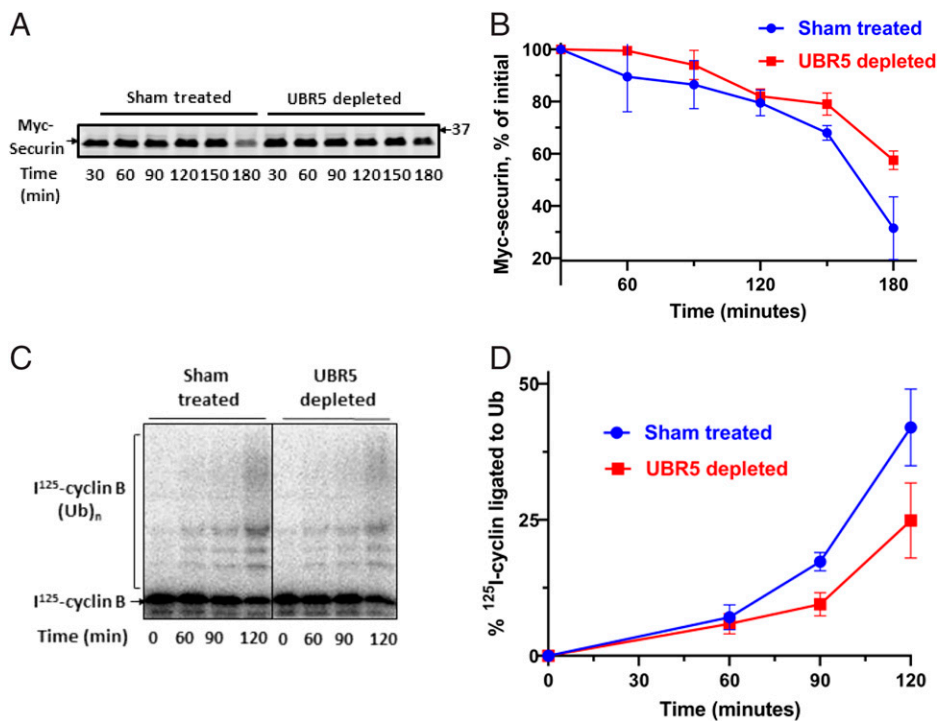 A
Sham treated UBR5 depleted
Myc-
Securin
37
Time
(min)
30 60 90 120 150 180 30 60 90 120 150 180
B
Sham treated
UBR5 depleted
Myc-securin, % of initial
100
80
60
40
20
60 120 180
Time (minutes)
C
Sham
treated
UBR5
depleted
I¹²⁵-cyclin B
(Ub)ₙ
I¹²⁵-cyclin B
Time (min) 0 60 90 120 0 60 90 120
D
% ¹²⁵I-cyclin ligated to Ub
50
25
0
Sham treated
UBR5 depleted
0 30 60 90 120
Time (minutes)